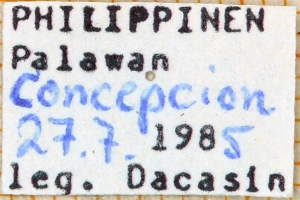 PHILIPPINEN
Palawan
Concepcion
27.7. 1985
leg. Dacasin